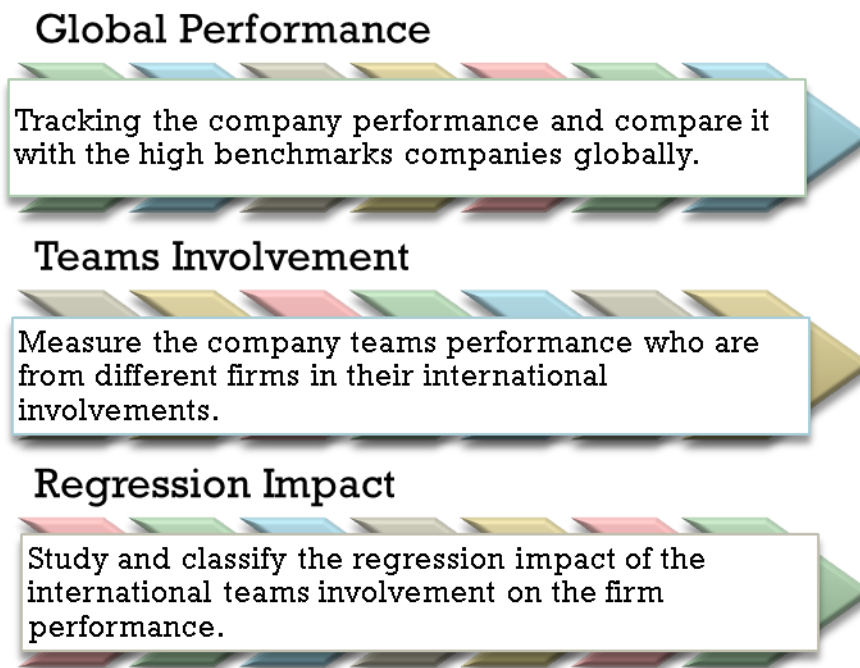 Global Performance
Tracking the company performance and compare it
with the high benchmarks companies globally.
Teams Involvement
Measure the company teams performance who are
from different firms in their international
involvements.
Regression Impact
Study and classify the regression impact of the
international teams involvement on the firm
performance.